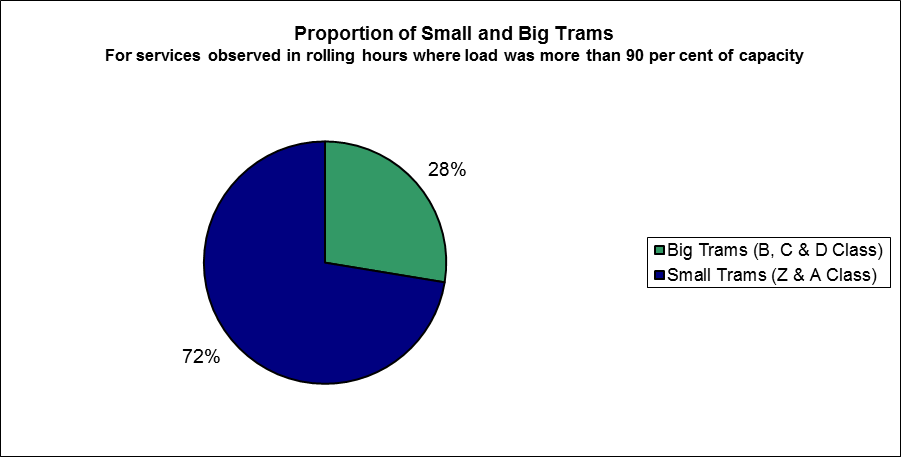 Proportion of Small and Big Trams
For services observed in rolling hours where load was more than 90 per cent of capacity
28%
Big Trams (B, C & D Class)
Small Trams (Z & A Class)
72%